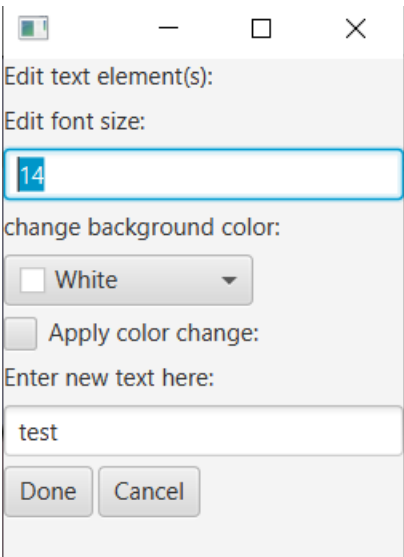 Edit text element(s):
Edit font size:
14
change background color:
White
Apply color change:
Enter new text here:
test
Done Cancel